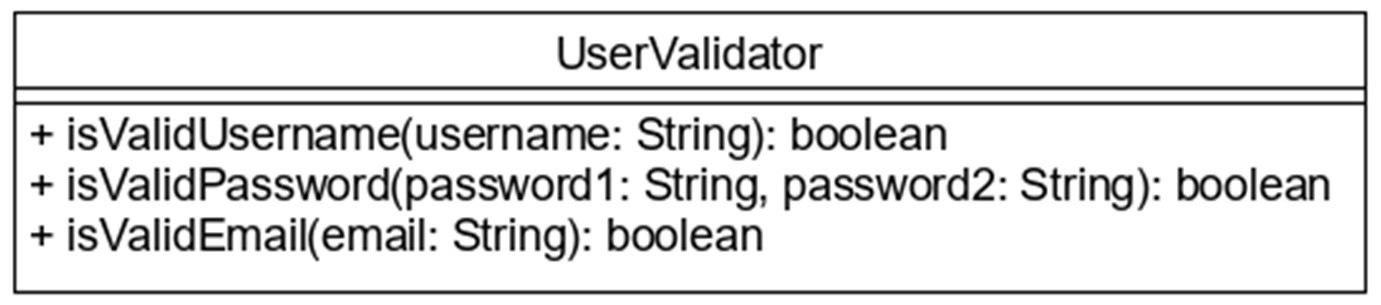 UserValidator
+ isValidUsername(username: String): boolean
+ isValidPassword(password1: String, password2: String): boolean
+ isValidEmail(email: String): boolean